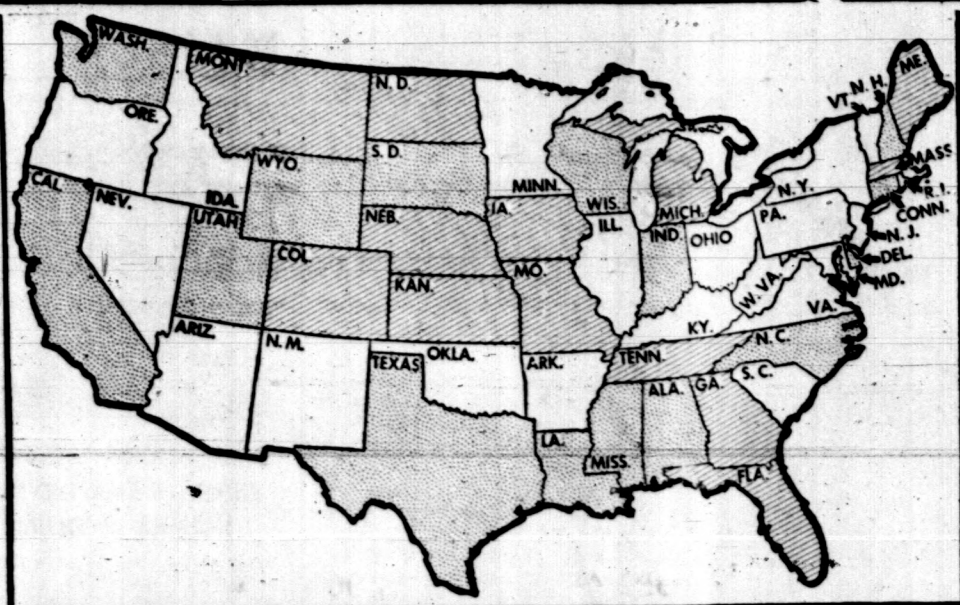 WASH.
MONT.
N. D.
ME.
N. H.
VT.
ORE.
S. D.
WYO.
MINN.
MASS
CAL.
NEV.
IDA.
UTAH
NEB.
IA.
WIS.
MICH.
N. Y.
R. I.
CONN.
ILL.
IND.
OHIO
PA.
N. J.
DEL.
MD.
COL.
KAN.
MO.
W. VA.
VA.
KY.
ARIZ.
N. M.
TEXAS
OKLA.
ARK.
TENN.
N. C.
S. C.
ALA.
GA.
LA.
MISS.
FLA.